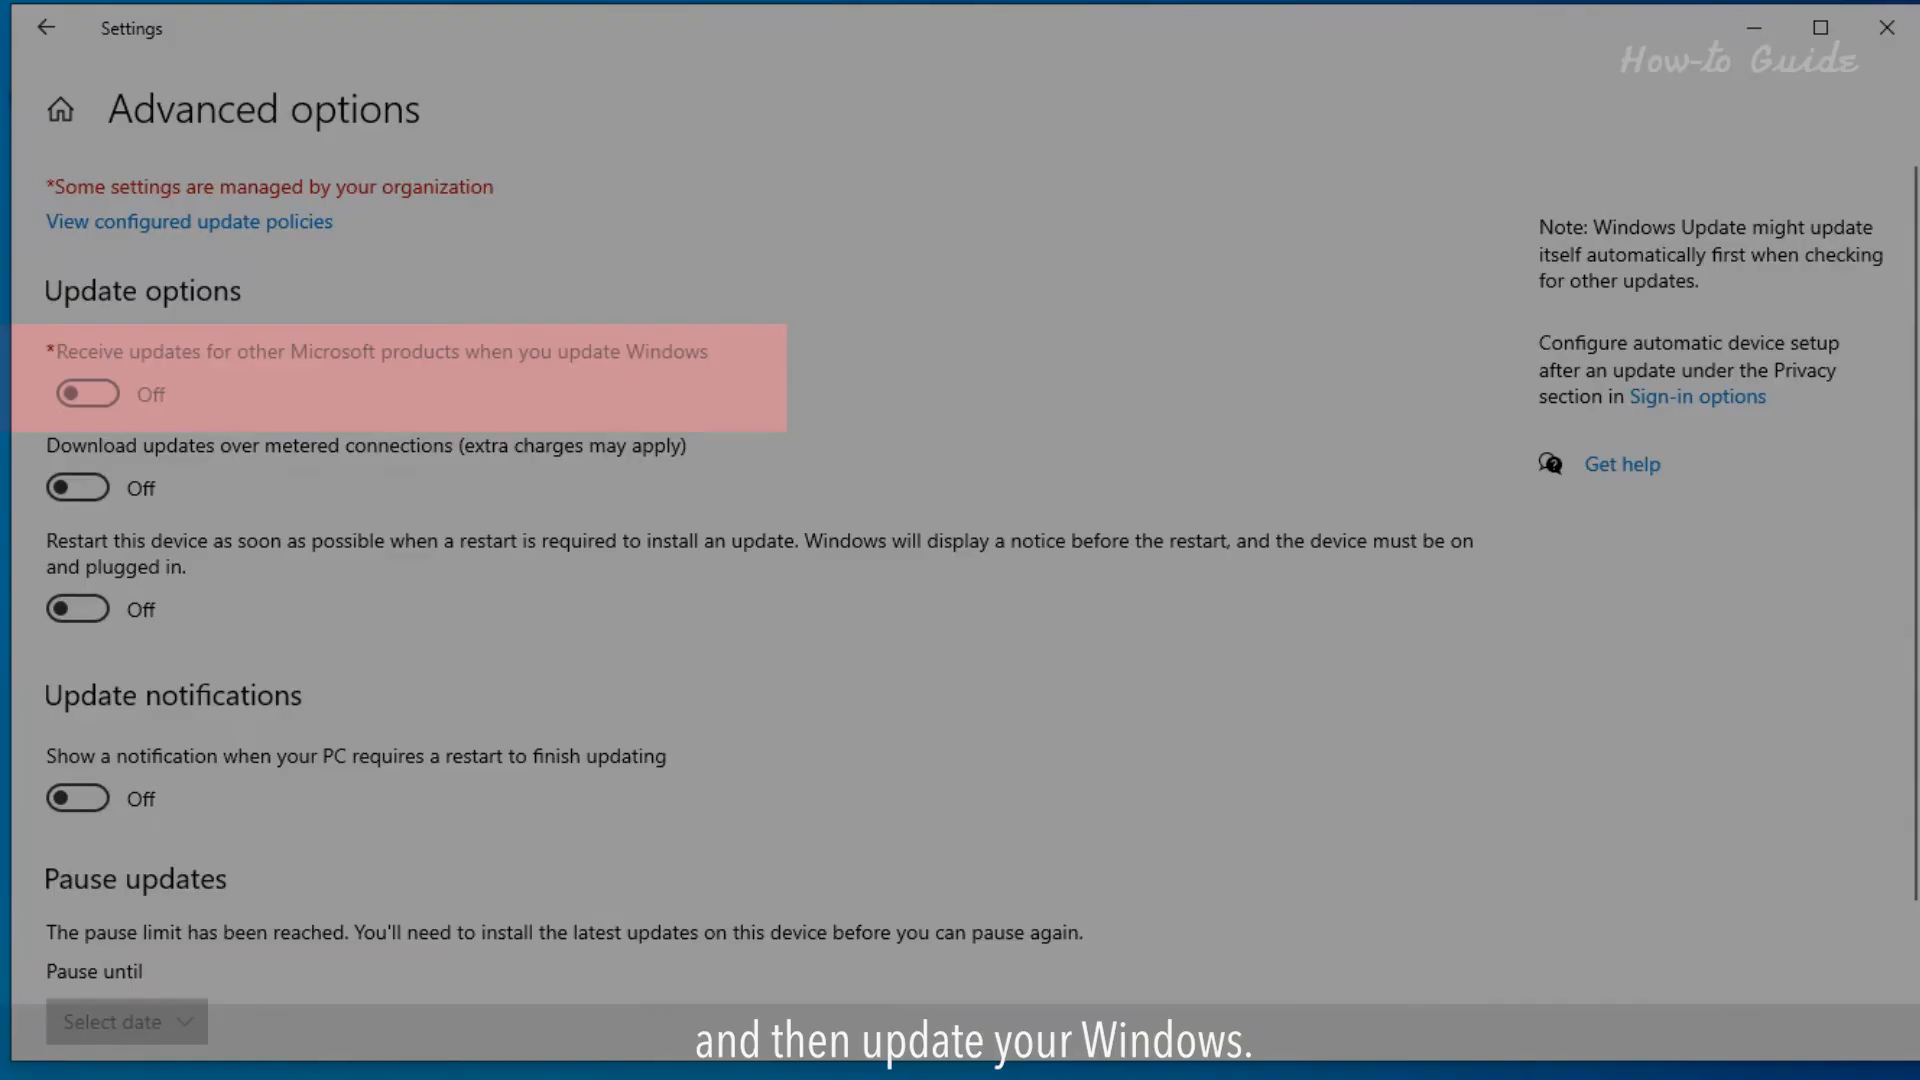 Settings
How-to Guide
Advanced options
*Some settings are managed by your organization
View configured update policies
Update options
*Receive updates for other Microsoft products when you update Windows
Off
Download updates over metered connections (extra charges may apply)
Off
Restart this device as soon as possible when a restart is required to install an update. Windows will display a notice before the restart, and the device must be on
and plugged in.
Off
Update notifications
Show a notification when your PC requires a restart to finish updating
Off
Pause updates
The pause limit has been reached. You'll need to install the latest updates on this device before you can pause again.
Pause until
Select date
Note: Windows Update might update
itself automatically first when checking
for other updates.
Configure automatic device setup
after an update under the Privacy
section in Sign-in options
Get help
and then update your Windows.